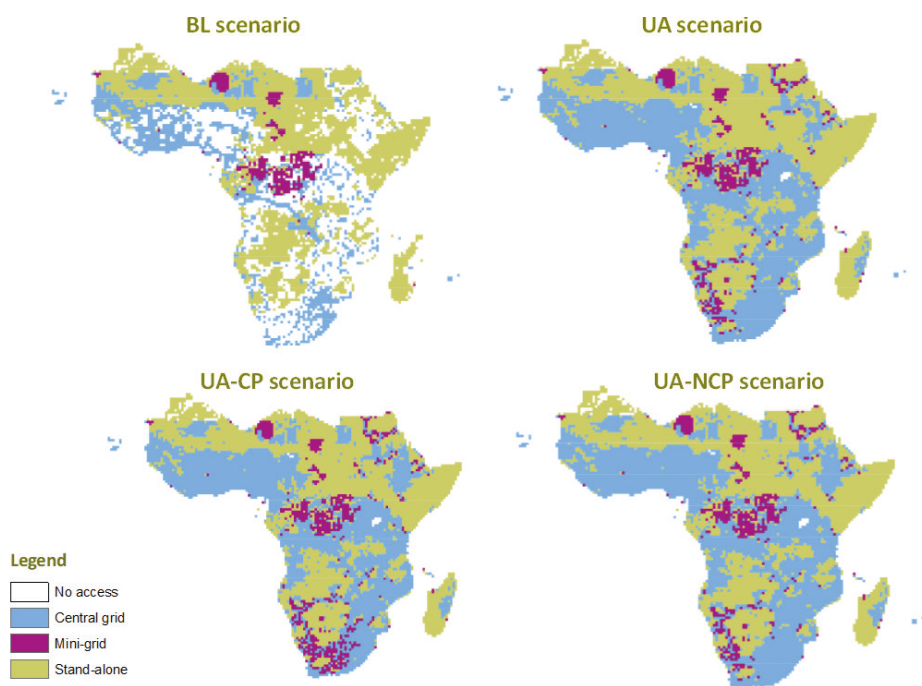 BL scenario
UA scenario
UA-CP scenario
UA-NCP scenario
Legend
No access
Central grid
Mini-grid
Stand-alone